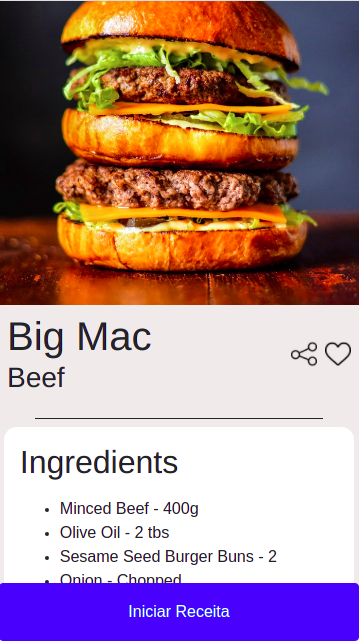 Big Mac
Beef
Ingredients
Minced Beef - 400g
Olive Oil - 2 tbs
Sesame Seed Burger Buns - 2
Onion - Chopped
Iniciar Receita